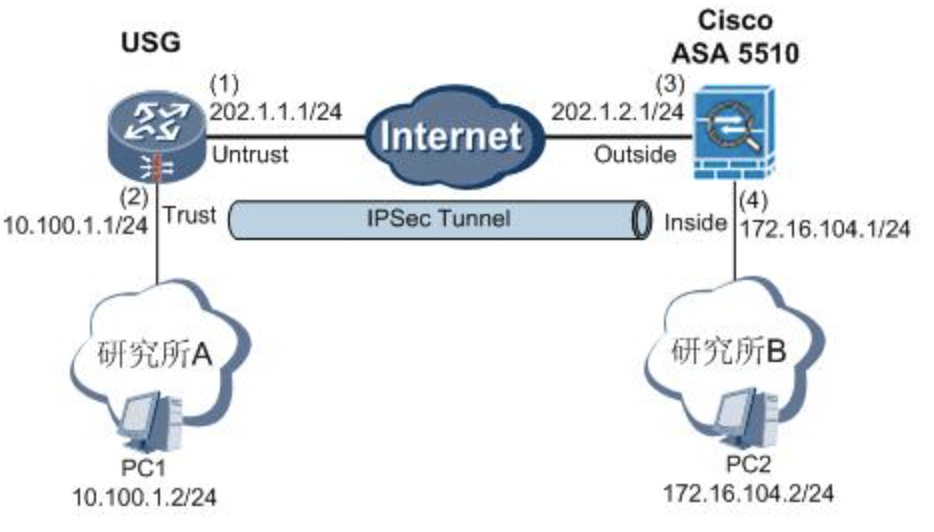 USG
Cisco
ASA 5510
(1)
202.1.1.1/24
Internet
(3)
202.1.2.1/24
Untrust
Outside
(2)
10.100.1.1/24
Trust
IPSec Tunnel
Inside
(4)
172.16.104.1/24
研究所A
研究所B
PC1
10.100.1.2/24
PC2
172.16.104.2/24